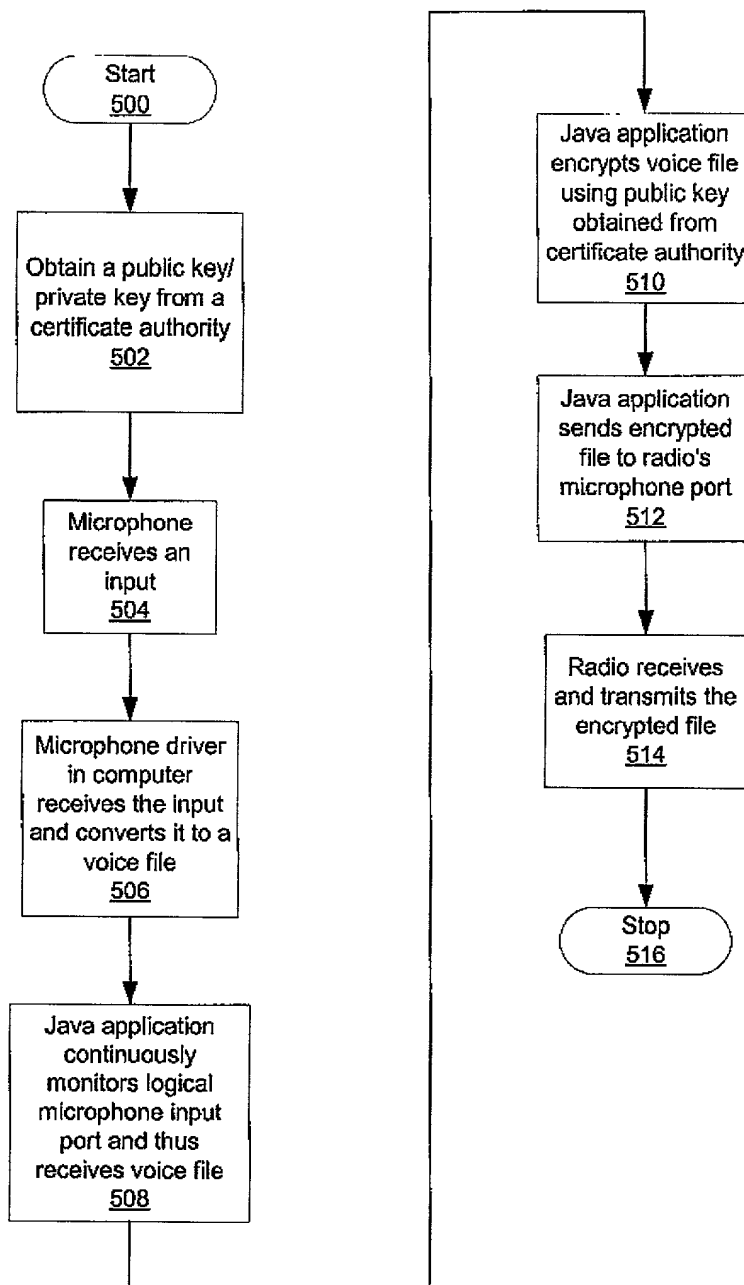 Start
500
Obtain a public key/
private key from a
certificate authority
502
Microphone
receives an
input
504
Microphone driver
in computer
receives the input
and converts it to a
voice file
506
Java application
continuously
monitors logical
microphone input
port and thus
receives voice file
508
Java application
encrypts voice file
using public key
obtained from
certificate authority
510
Java application
sends encrypted
file to radio's
microphone port
512
Radio receives
and transmits the
encrypted file
514
Stop
516